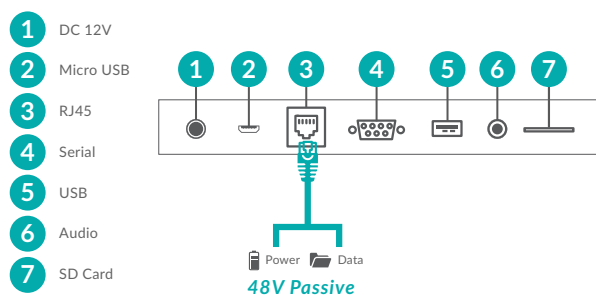 1 DC 12V
2 Micro USB
3 RJ45
4 Serial
5 USB
6 Audio
7 SD Card
1 2 3 4 5 6 7
Power Data
48V Passive